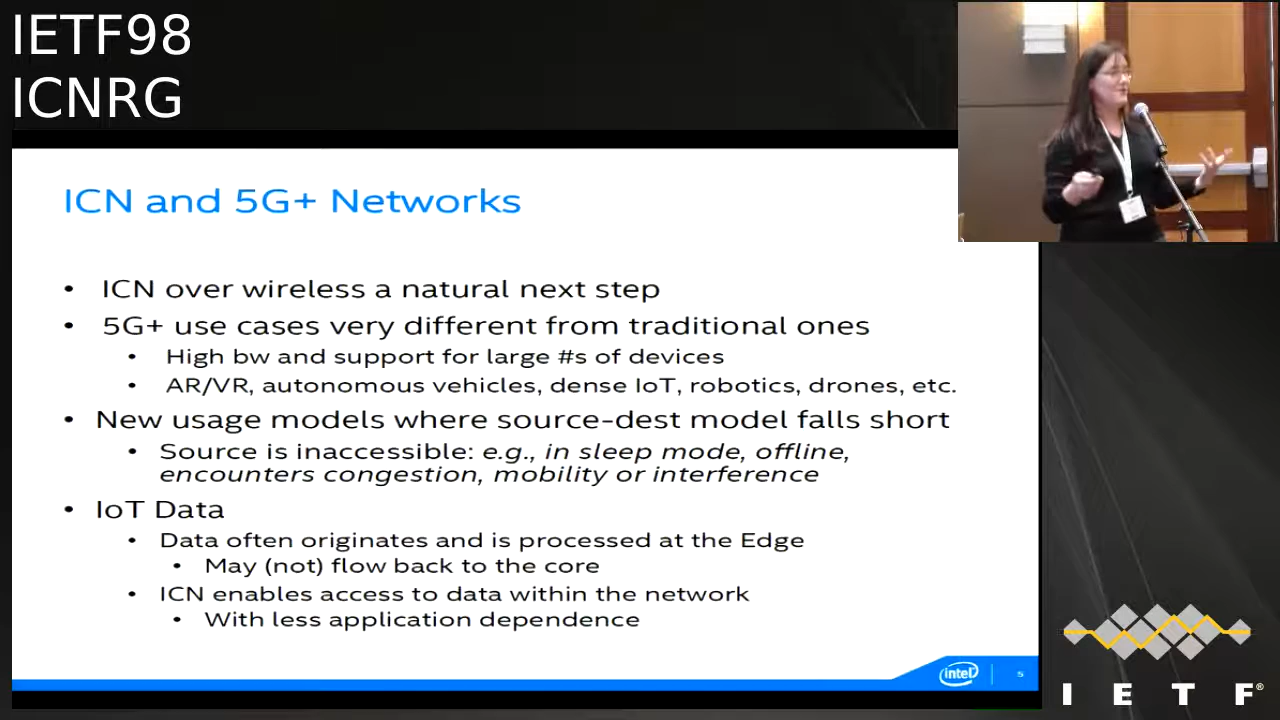 IETF98
ICNRG
ICN and 5G+ Networks
• ICN over wireless a natural next step
• 5G+ use cases very different from traditional ones
• High bw and support for large #s of devices
• AR/VR, autonomous vehicles, dense IoT, robotics, drones, etc.
• New usage models where source-dest model falls short
• Source is inaccessible: e.g., in sleep mode, offline,
encounters congestion, mobility or interference
• IoT Data
• Data often originates and is processed at the Edge
• May (not) flow back to the core
• ICN enables access to data within the network
• With less application dependence
intel
5
I E T F®